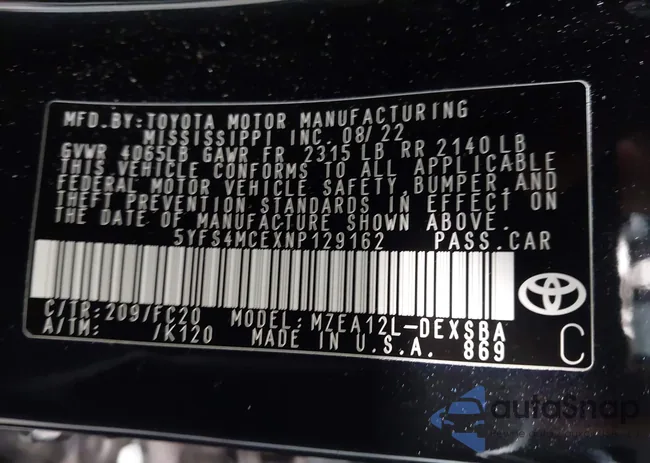 MFD.BY:TOYOTA MOTOR MANUFACTURING
MISSISSIPPI INC. 08/22
GVWR 4065LB GAWR FR 2315 LB RR 2140 LB
THIS VEHICLE CONFORMS TO ALL APPLICABLE
FEDERAL MOTOR VEHICLE SAFETY,BUMPER,AND
THEFT PREVENTION STANDARDS IN EFFECT ON
THE DATE OF MANUFACTURE SHOWN ABOVE.
5YFS4MCEXNP129162 PASS.CAR
C/TR:209/FC20 MODEL:MZEA12L-DEXSBA
A/TM: /K120 MADE IN U.S.A. 869 C
autoSnap